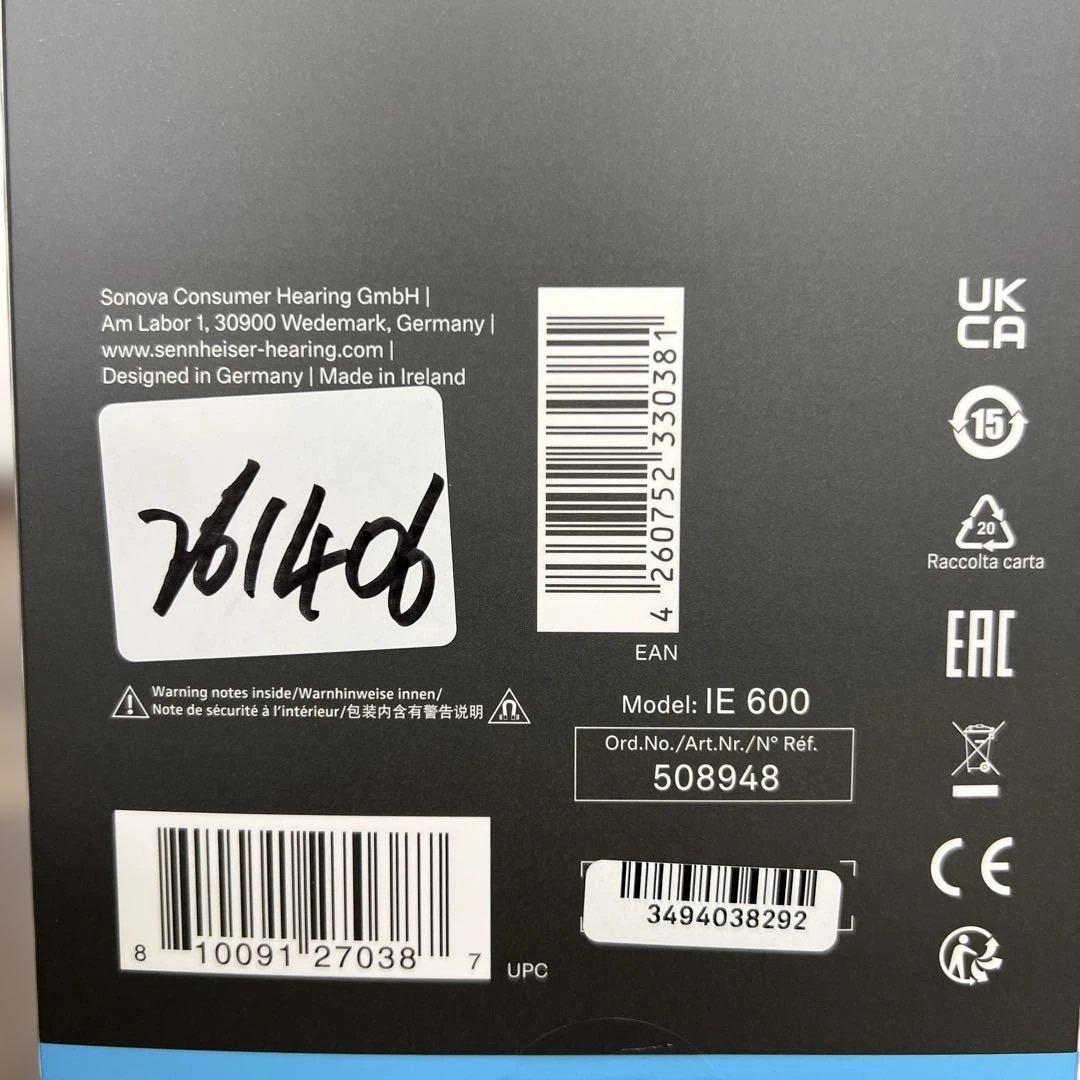 Sonova Consumer Hearing GmbH |
Am Labor 1, 30900 Wedemark, Germany |
www.sennheiser-hearing.com |
Designed in Germany | Made in Ireland
261406
Warning notes inside/Warnhinweise innen/
Note de sécurité à l'intérieur/包装内含有警告说明
4 260752 330381
EAN
Model: IE 600
Ord.No./Art.Nr./N° Réf.
508948
8 10091 27038 7
UPC
3494038292
UK
CA
15
20
Raccolta carta
EAC
CE